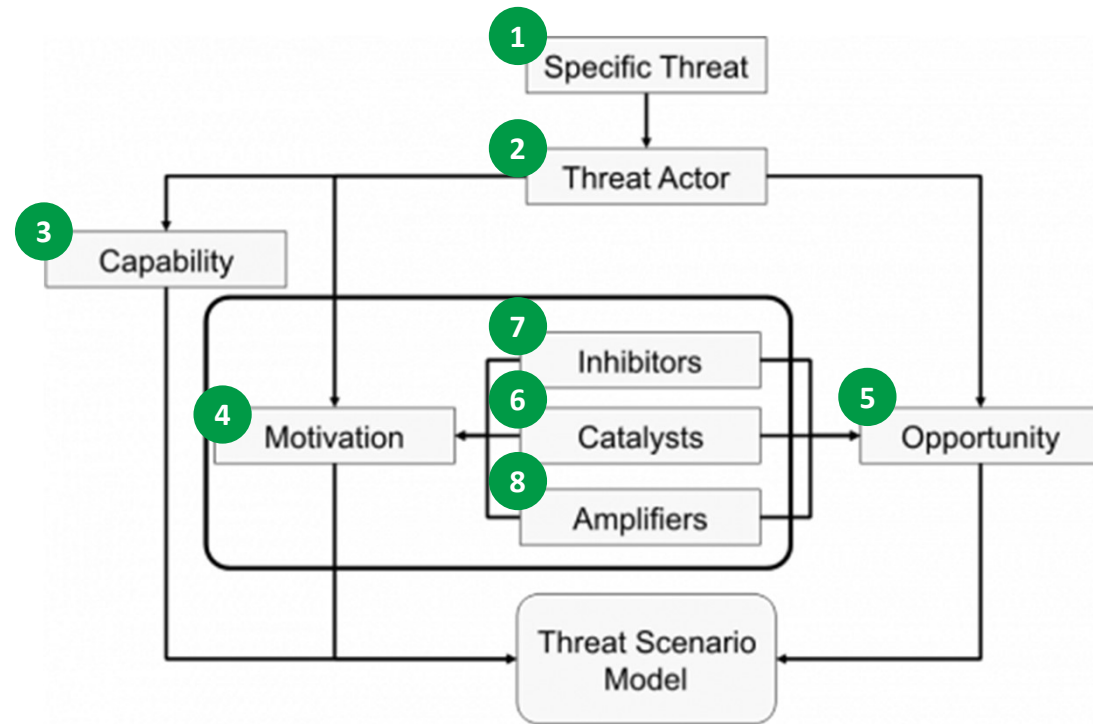 1
Specific Threat
2
Threat Actor
3
Capability
7
Inhibitors
4
Motivation
6
Catalysts
5
Opportunity
8
Amplifiers
Threat Scenario
Model